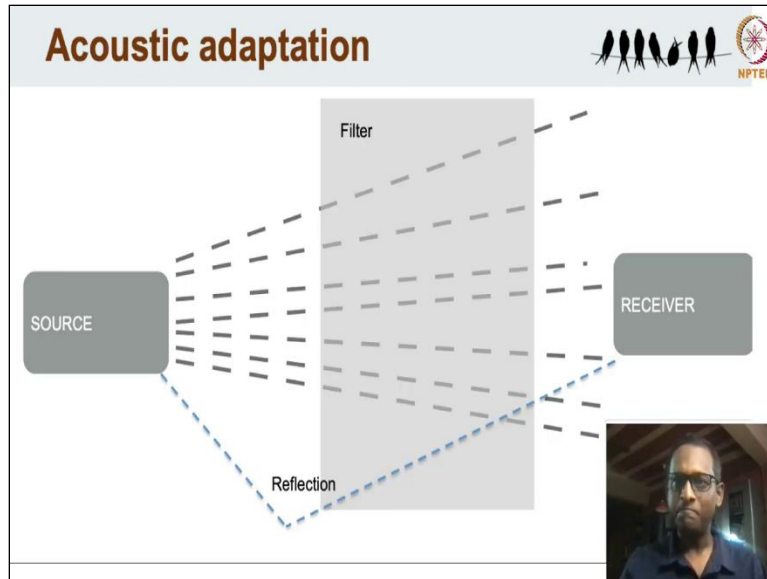 Acoustic adaptation
NPTEL
Filter
SOURCE
RECEIVER
Reflection